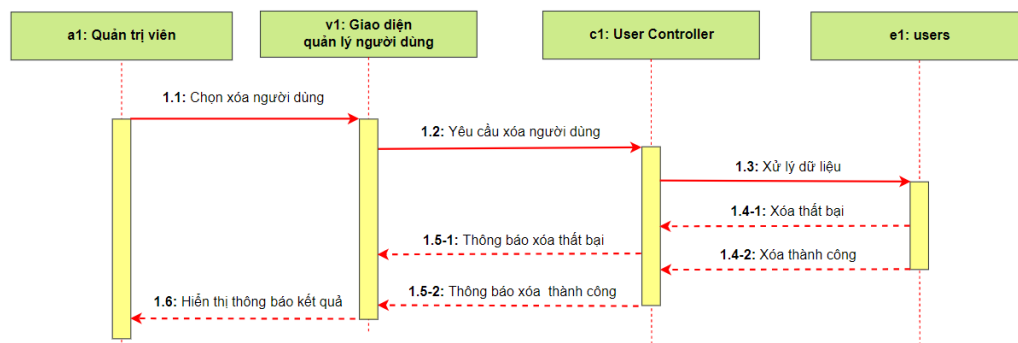 a1: Quản trị viên
v1: Giao diện
quản lý người dùng
c1: User Controller
e1: users
1.1: Chọn xóa người dùng
1.2: Yêu cầu xóa người dùng
1.3: Xử lý dữ liệu
1.4-1: Xóa thất bại
1.5-1: Thông báo xóa thất bại
1.4-2: Xóa thành công
1.5-2: Thông báo xóa thành công
1.6: Hiển thị thông báo kết quả